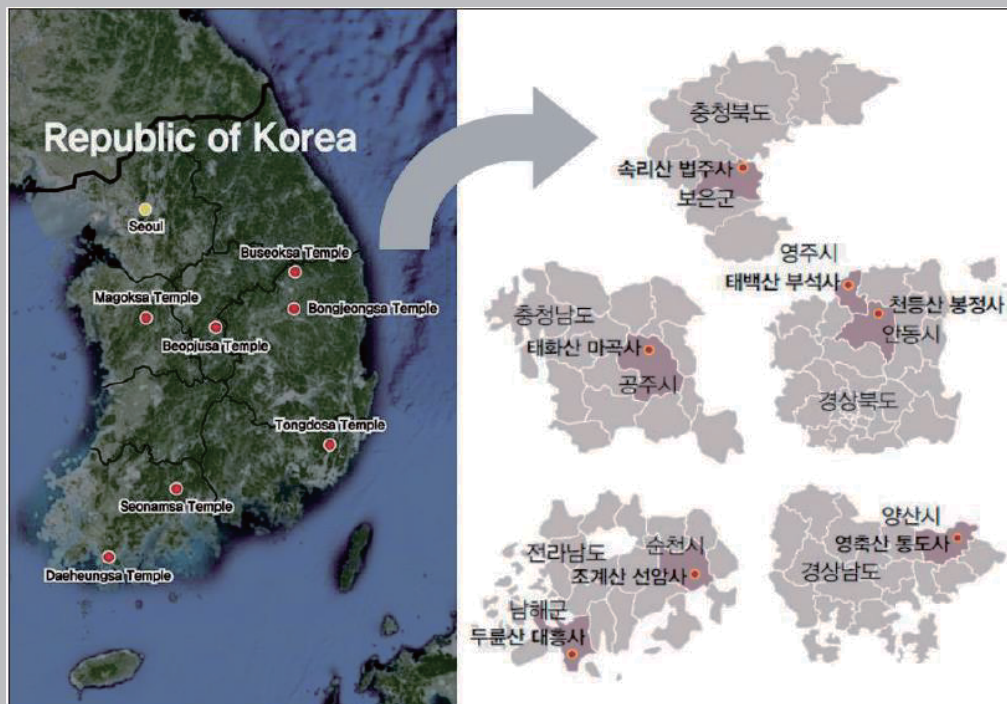 Republic of Korea
Seoul
Buseoksa Temple
Magoksa Temple
Bongjeongsa Temple
Beopjusa Temple
Tongdosa Temple
Seonamsa Temple
Daeheungsa Temple
충청북도
속리산 법주사
보은군
영주시
태백산 부석사
천등산 봉정사
안동시
경상북도
충청남도
태화산 마곡사
공주시
전라남도
순천시
조계산 선암사
남해군
두륜산 대흥사
양산시
영축산 통도사
경상남도